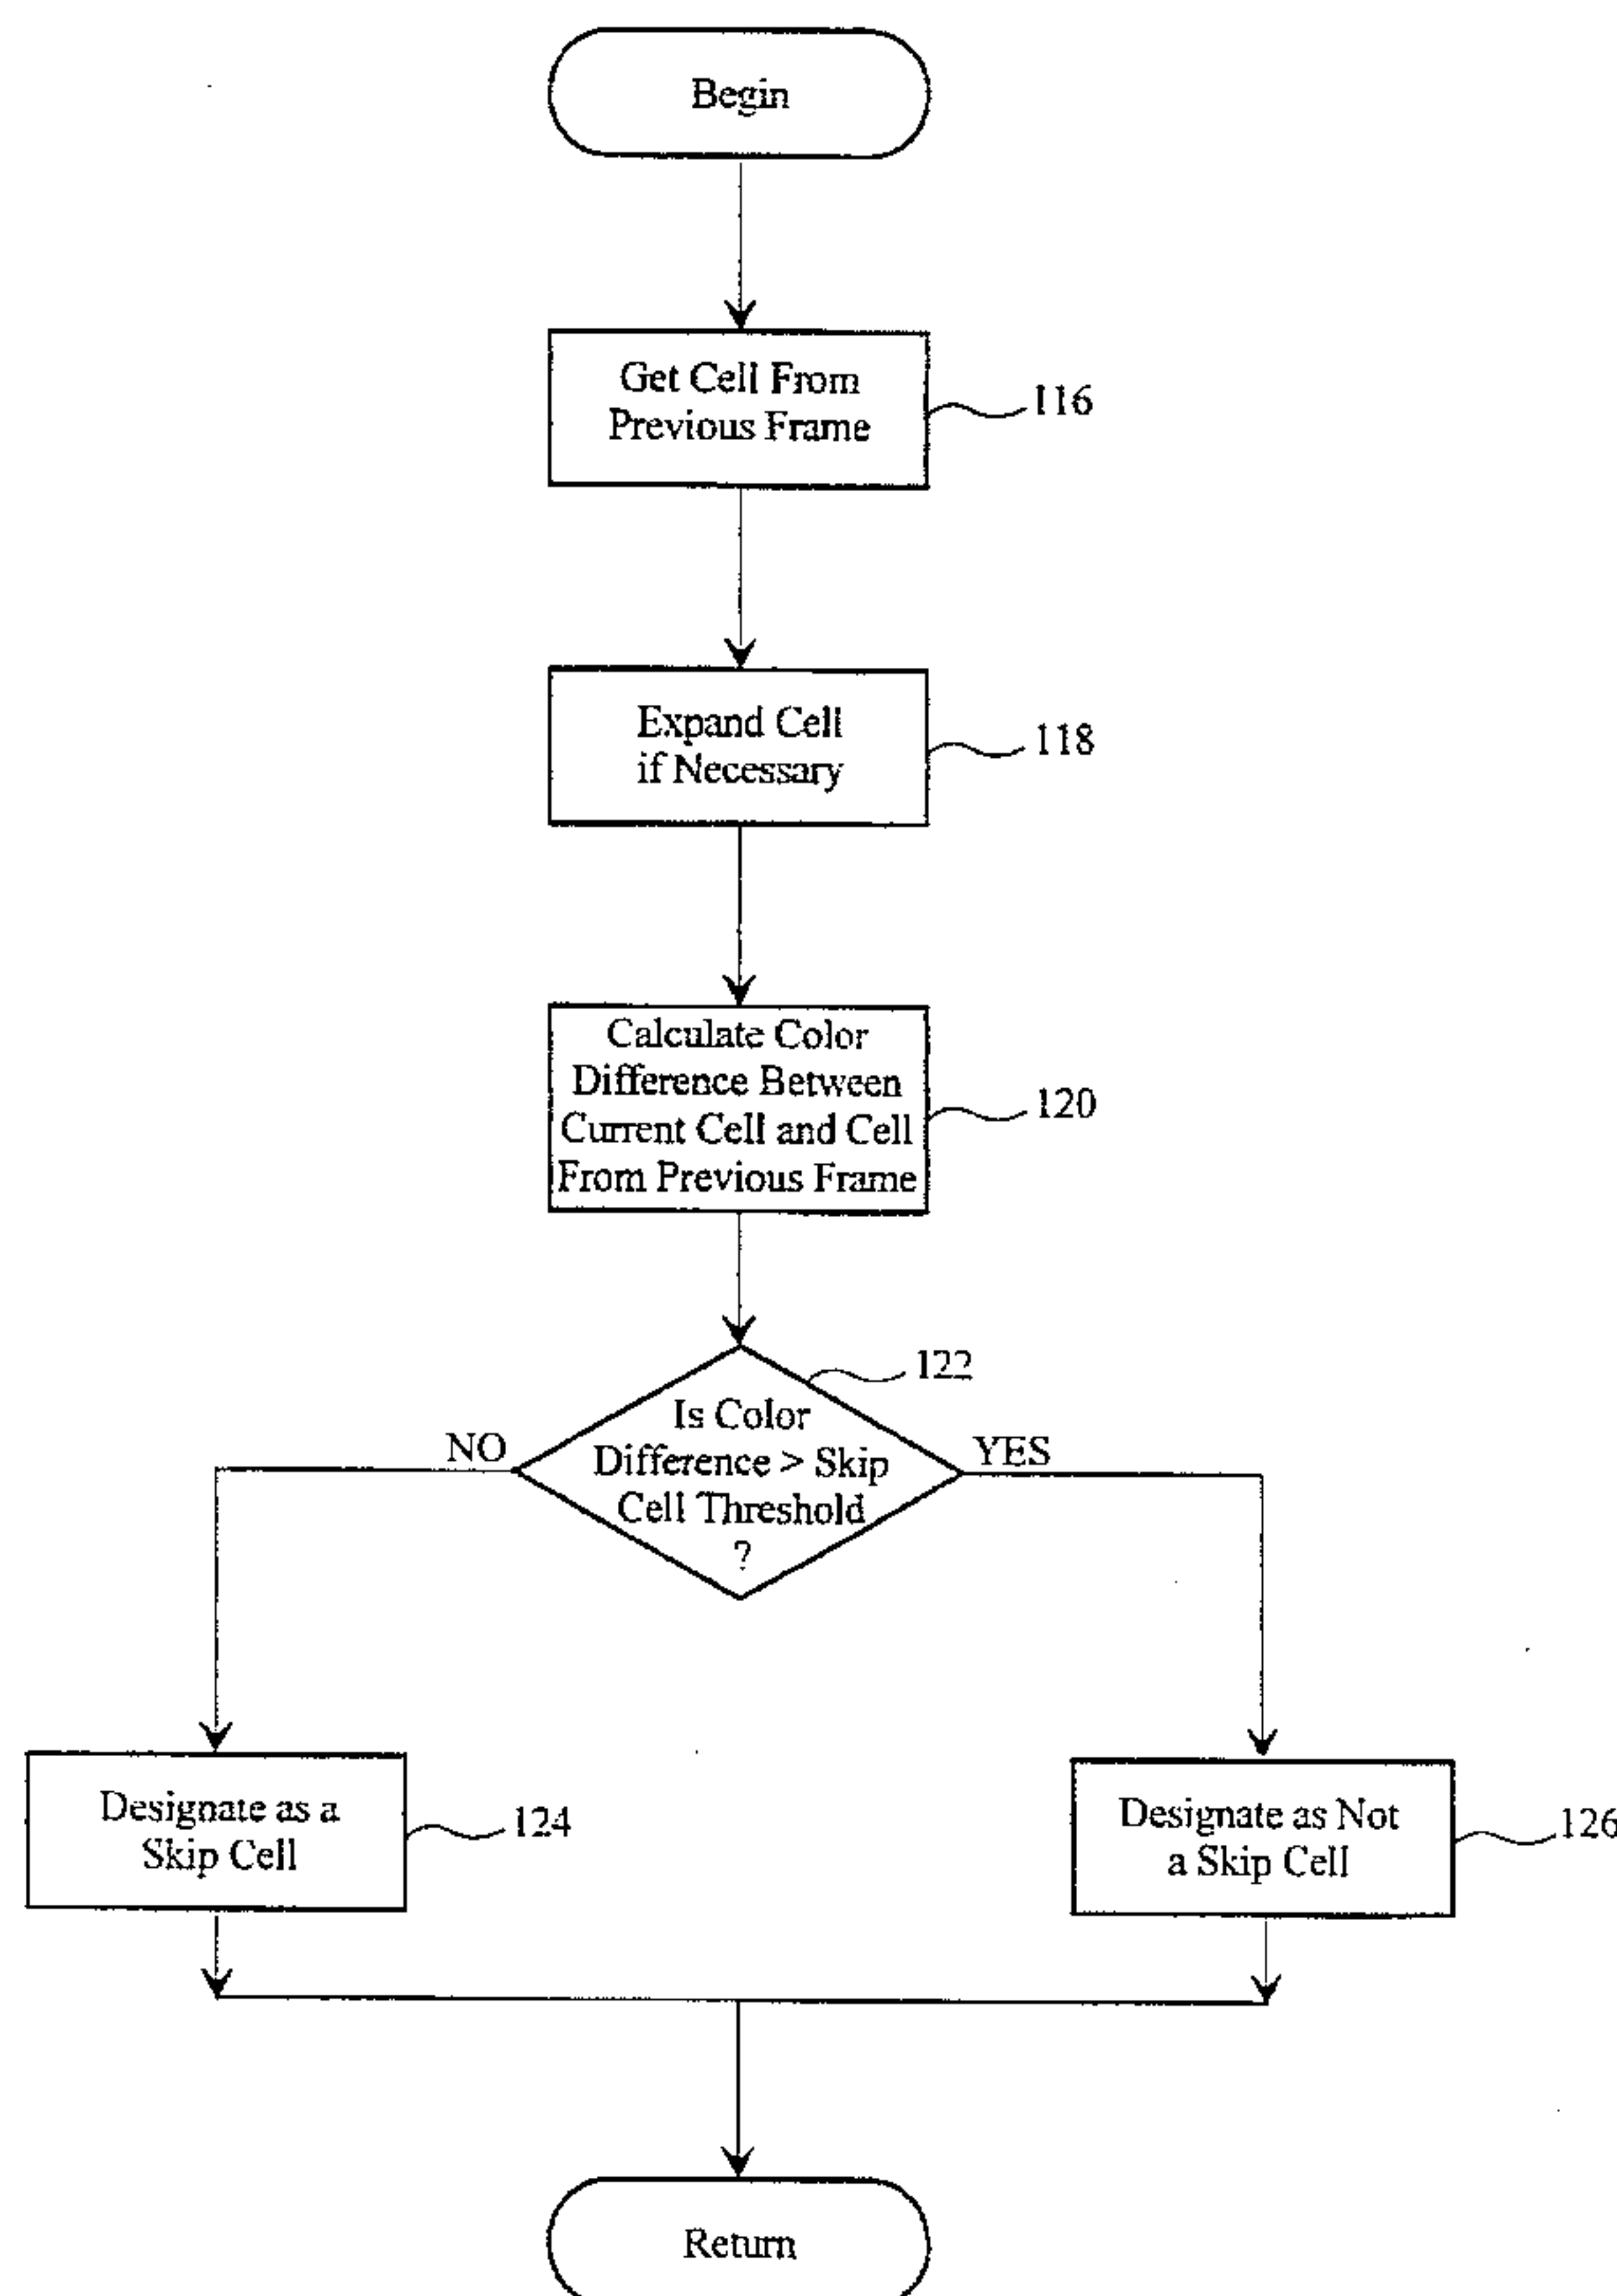 Begin
Get Cell From
Previous Frame
116
Expand Cell
if Necessary
118
Calculate Color
Difference Between
Current Cell and Cell
From Previous Frame
120
122
Is Color
Difference > Skip
Cell Threshold
?
NO
YES
Designate as a
Skip Cell
124
Designate as Not
a Skip Cell
126
Return